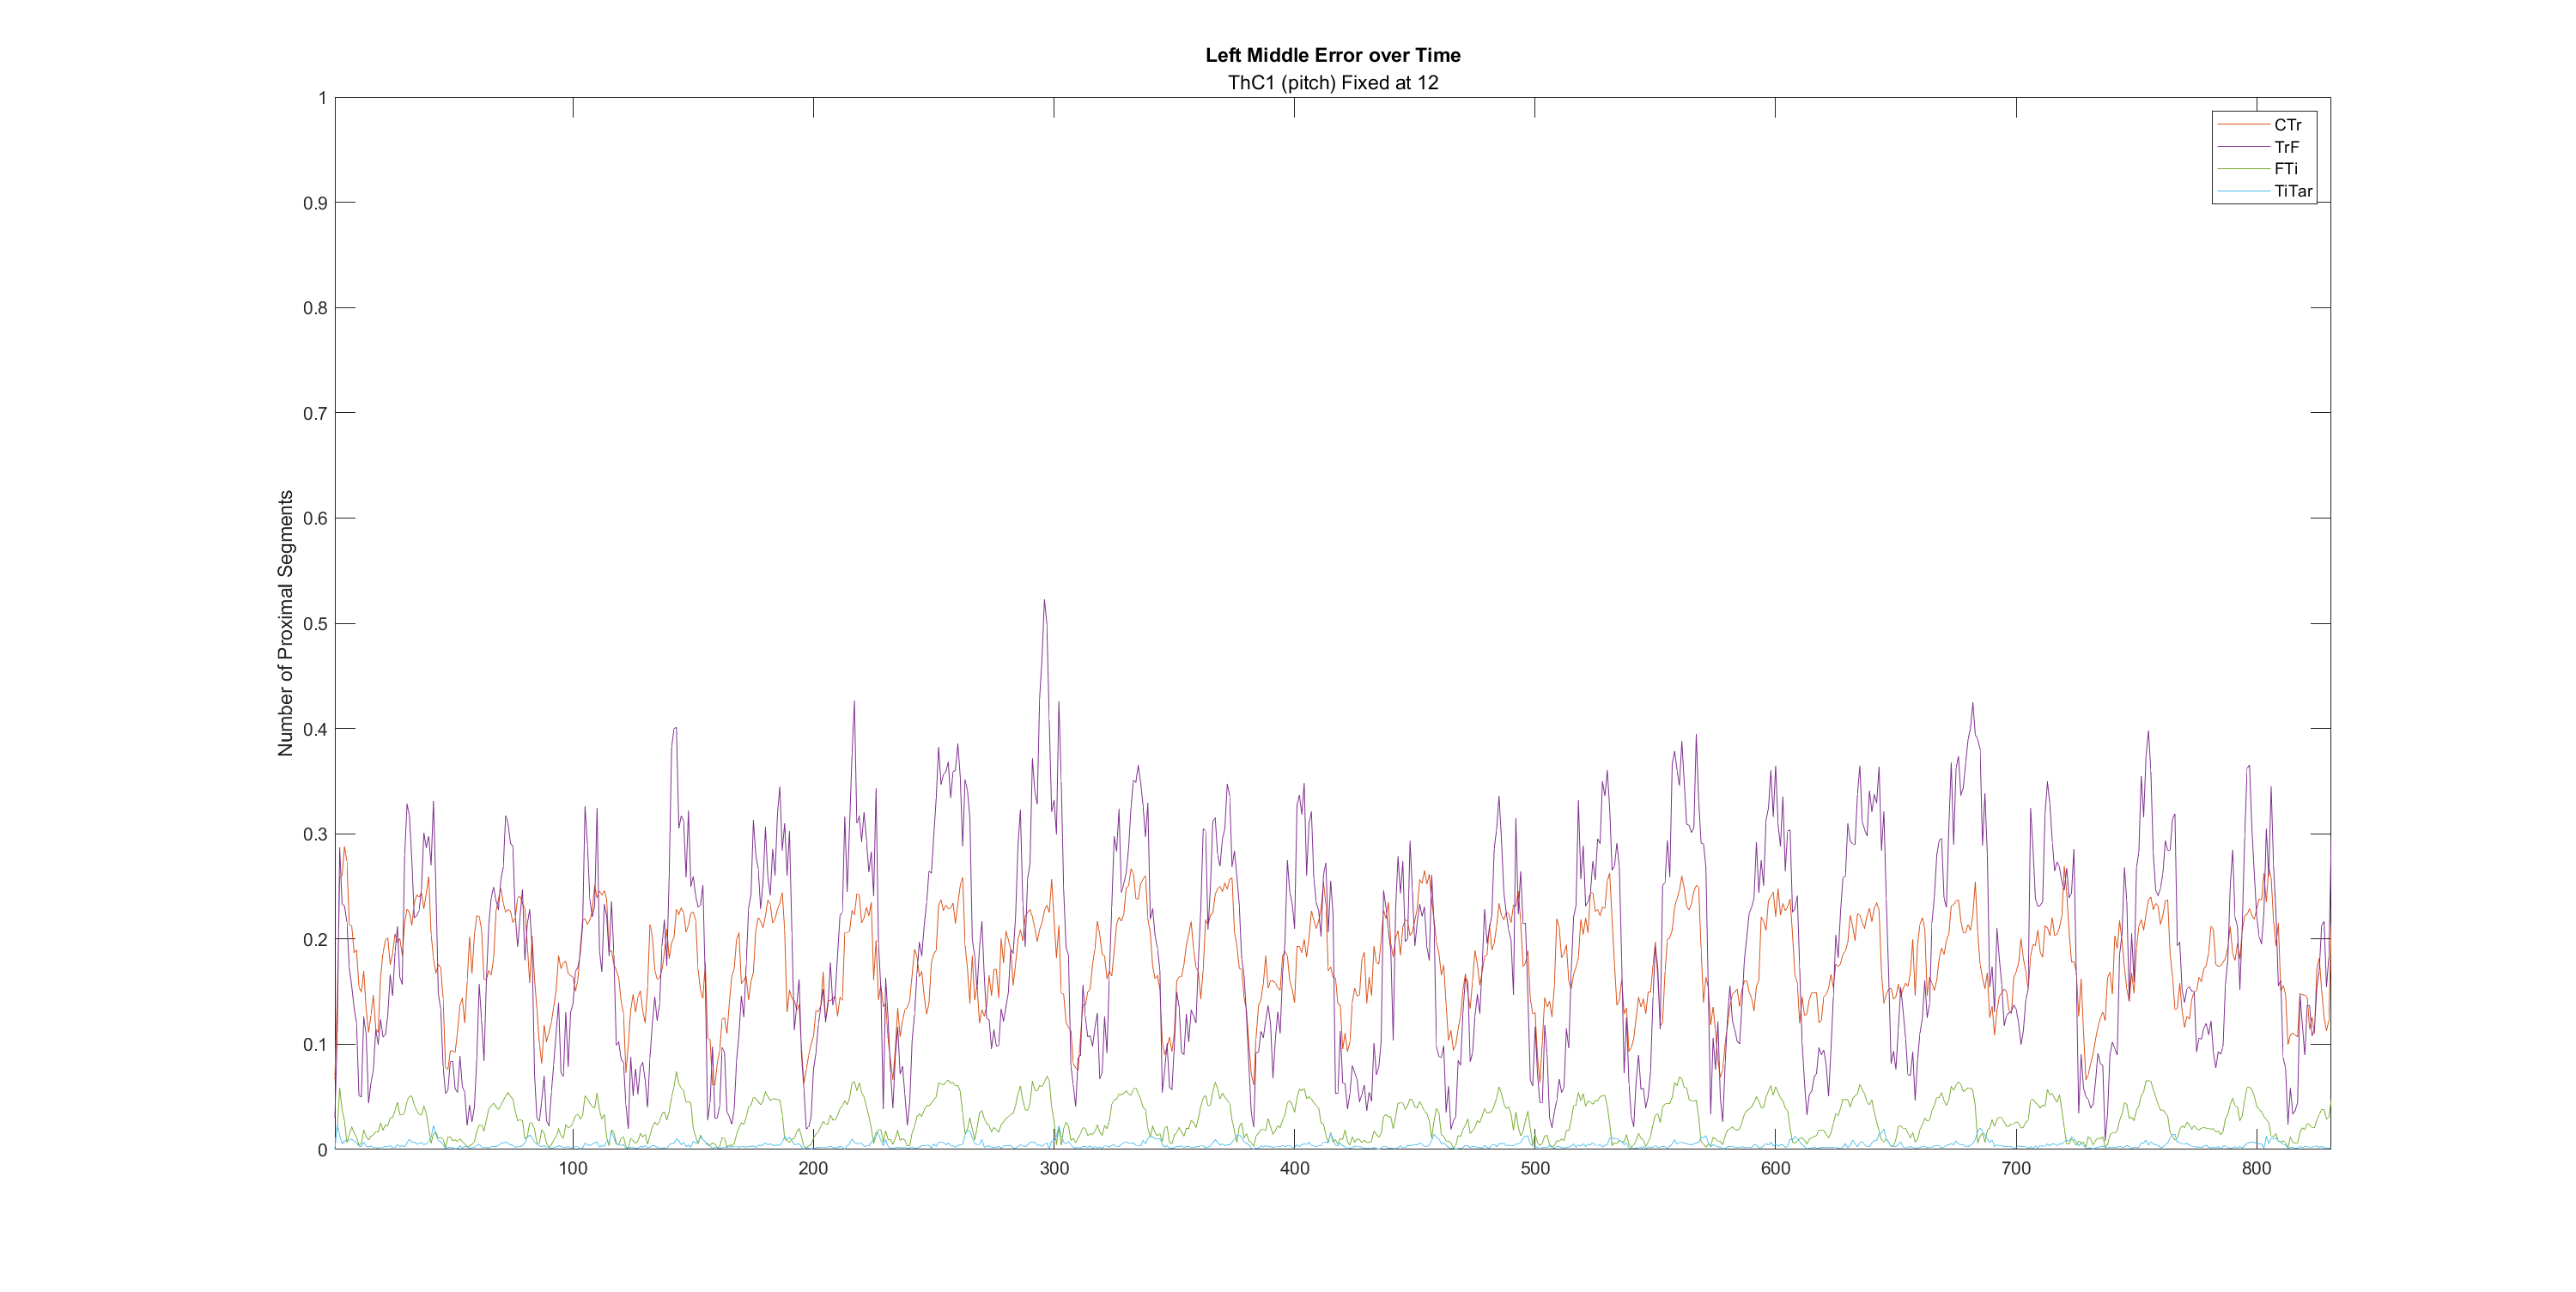 Left Middle Error over Time
ThC1 (pitch) Fixed at 12
1
0.9
0.8
0.7
0.6
0.5
0.4
0.3
0.2
0.1
0
Number of Proximal Segments
CTr
TrF
FTi
TiTar
100 200 300 400 500 600 700 800